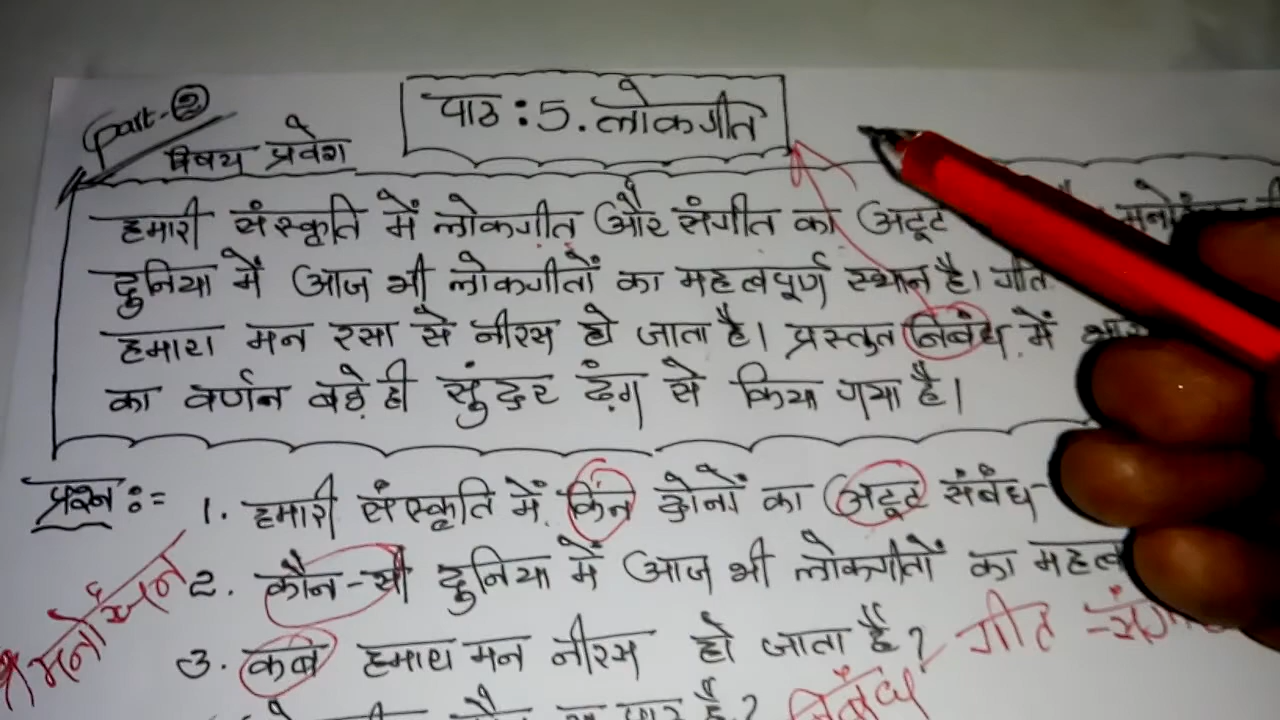 part-2
पाठ : 5. लोकगीत
विषय प्रवेश
हमारी संस्कृति में लोकगीत और संगीत का अटूट
दुनिया में आज भी लोकगीतों का महत्वपूर्ण स्थान है। गीत
हमारा मन रसा से नीरस हो जाता है। प्रस्तुत निबंध में
का वर्णन बड़े ही सुंदर ढंग से किया गया है।
प्रश्न := 1. हमारी संस्कृति में किन दोनों का अटूट संबंध
2. कौन-सी दुनिया में आज भी लोकगीतों का महत्व
मनोरंजन
3. कब हमारा मन नीरस हो जाता है? गीत -
निबंध